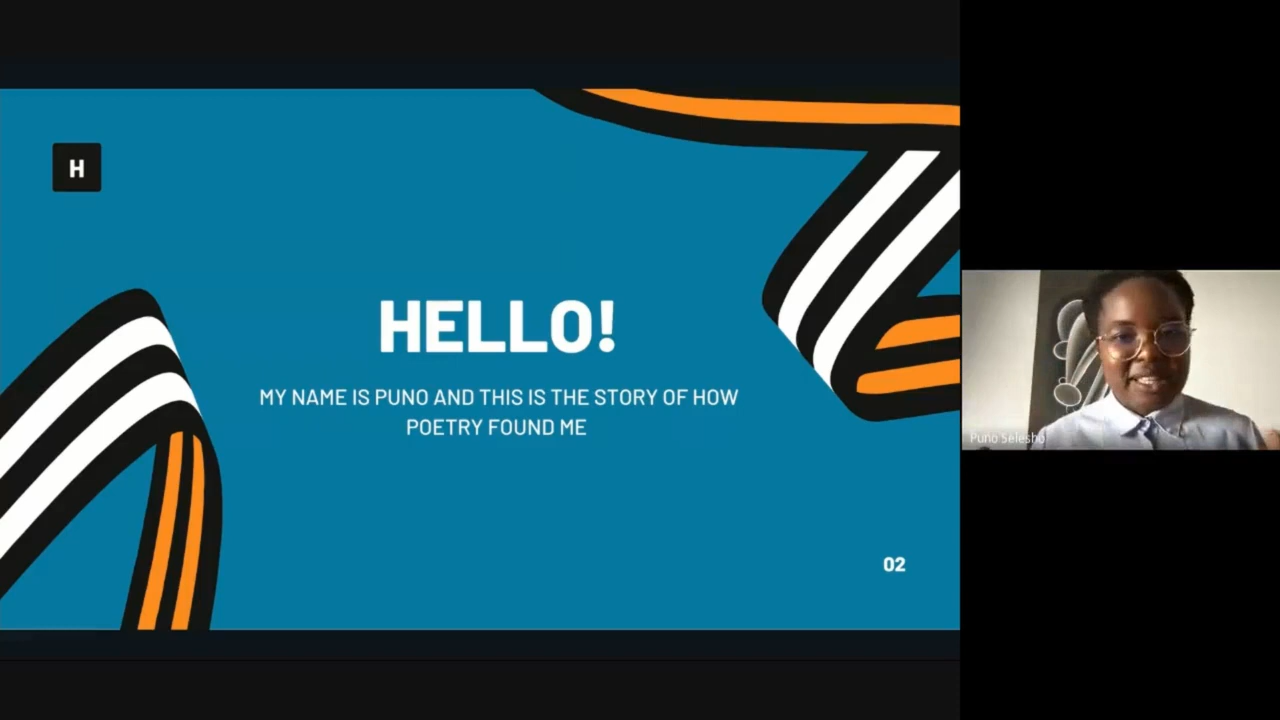 H
HELLO!
MY NAME IS PUNO AND THIS IS THE STORY OF HOW
POETRY FOUND ME
02
Puno Selesho